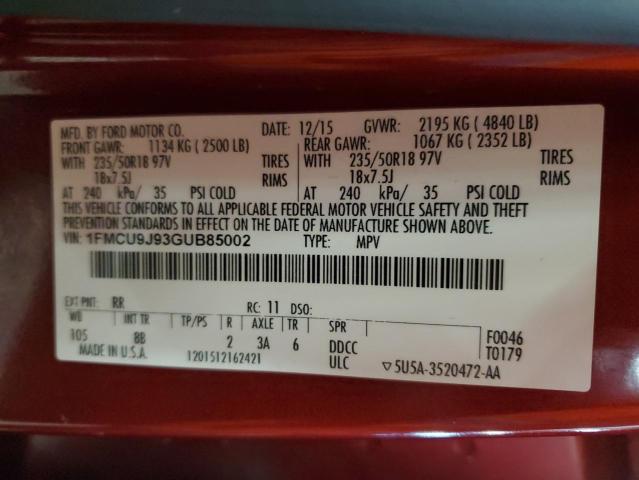 MFD. BY FORD MOTOR CO. DATE: 12/15 GVWR: 2195 KG ( 4840 LB)
FRONT GAWR: 1134 KG ( 2500 LB) REAR GAWR: 1067 KG ( 2352 LB)
WITH 235/50R18 97V TIRES WITH 235/50R18 97V TIRES
18x7.5J RIMS 18x7.5J RIMS
AT 240 kPa/ 35 PSI COLD AT 240 kPa/ 35 PSI COLD
THIS VEHICLE CONFORMS TO ALL APPLICABLE FEDERAL MOTOR VEHICLE SAFETY AND THEFT
PREVENTION STANDARDS IN EFFECT ON THE DATE OF MANUFACTURE SHOWN ABOVE.
VIN: 1FMCU9J93GUB85002 TYPE: MPV
EXT PNT: RR RC: 11 DSO:
WB INT TR TP/PS R AXLE TR SPR F0046
105 8B 2 3A 6 DDCC T0179
MADE IN U.S.A. 1201512162421 ULC ▽5U5A-3520472-AA